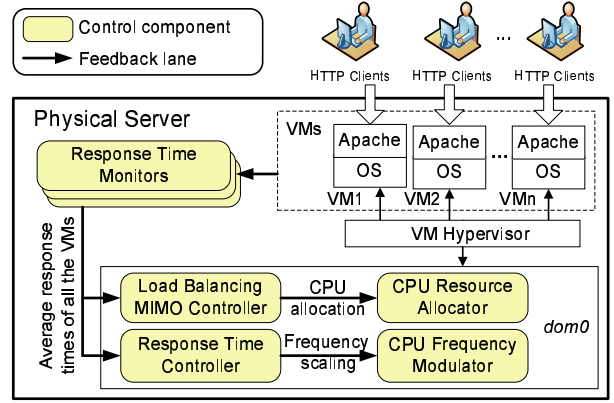 Control component
Feedback lane
...
HTTP Clients
HTTP Clients
HTTP Clients
Physical Server
VMs
Apache
Apache
Apache
OS
OS
...
OS
VM1
VM2
VMn
Response Time
Monitors
VM Hypervisor
Average response
times of all the VMs
Load Balancing
MIMO Controller
CPU
allocation
CPU Resource
Allocator
dom0
Response Time
Controller
Frequency
scaling
CPU Frequency
Modulator